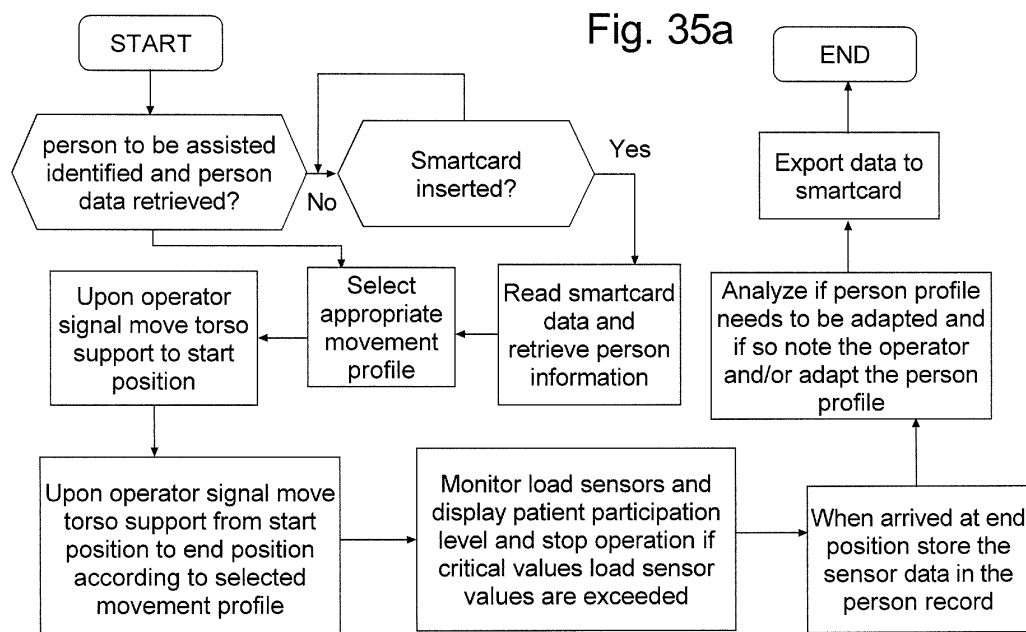 Fig. 35a
START
person to be assisted
identified and person
data retrieved?
No
Smartcard
inserted?
Yes
Read smartcard
data and
retrieve person
information
Select
appropriate
movement
profile
Upon operator
signal move torso
support to start
position
Upon operator signal move
torso support from start
position to end position
according to selected
movement profile
Monitor load sensors and
display patient participation
level and stop operation if
critical values load sensor
values are exceeded
When arrived at end
position store the
sensor data in the
person record
Analyze if person profile
needs to be adapted and
if so note the operator
and/or adapt the person
profile
Export data to
smartcard
END